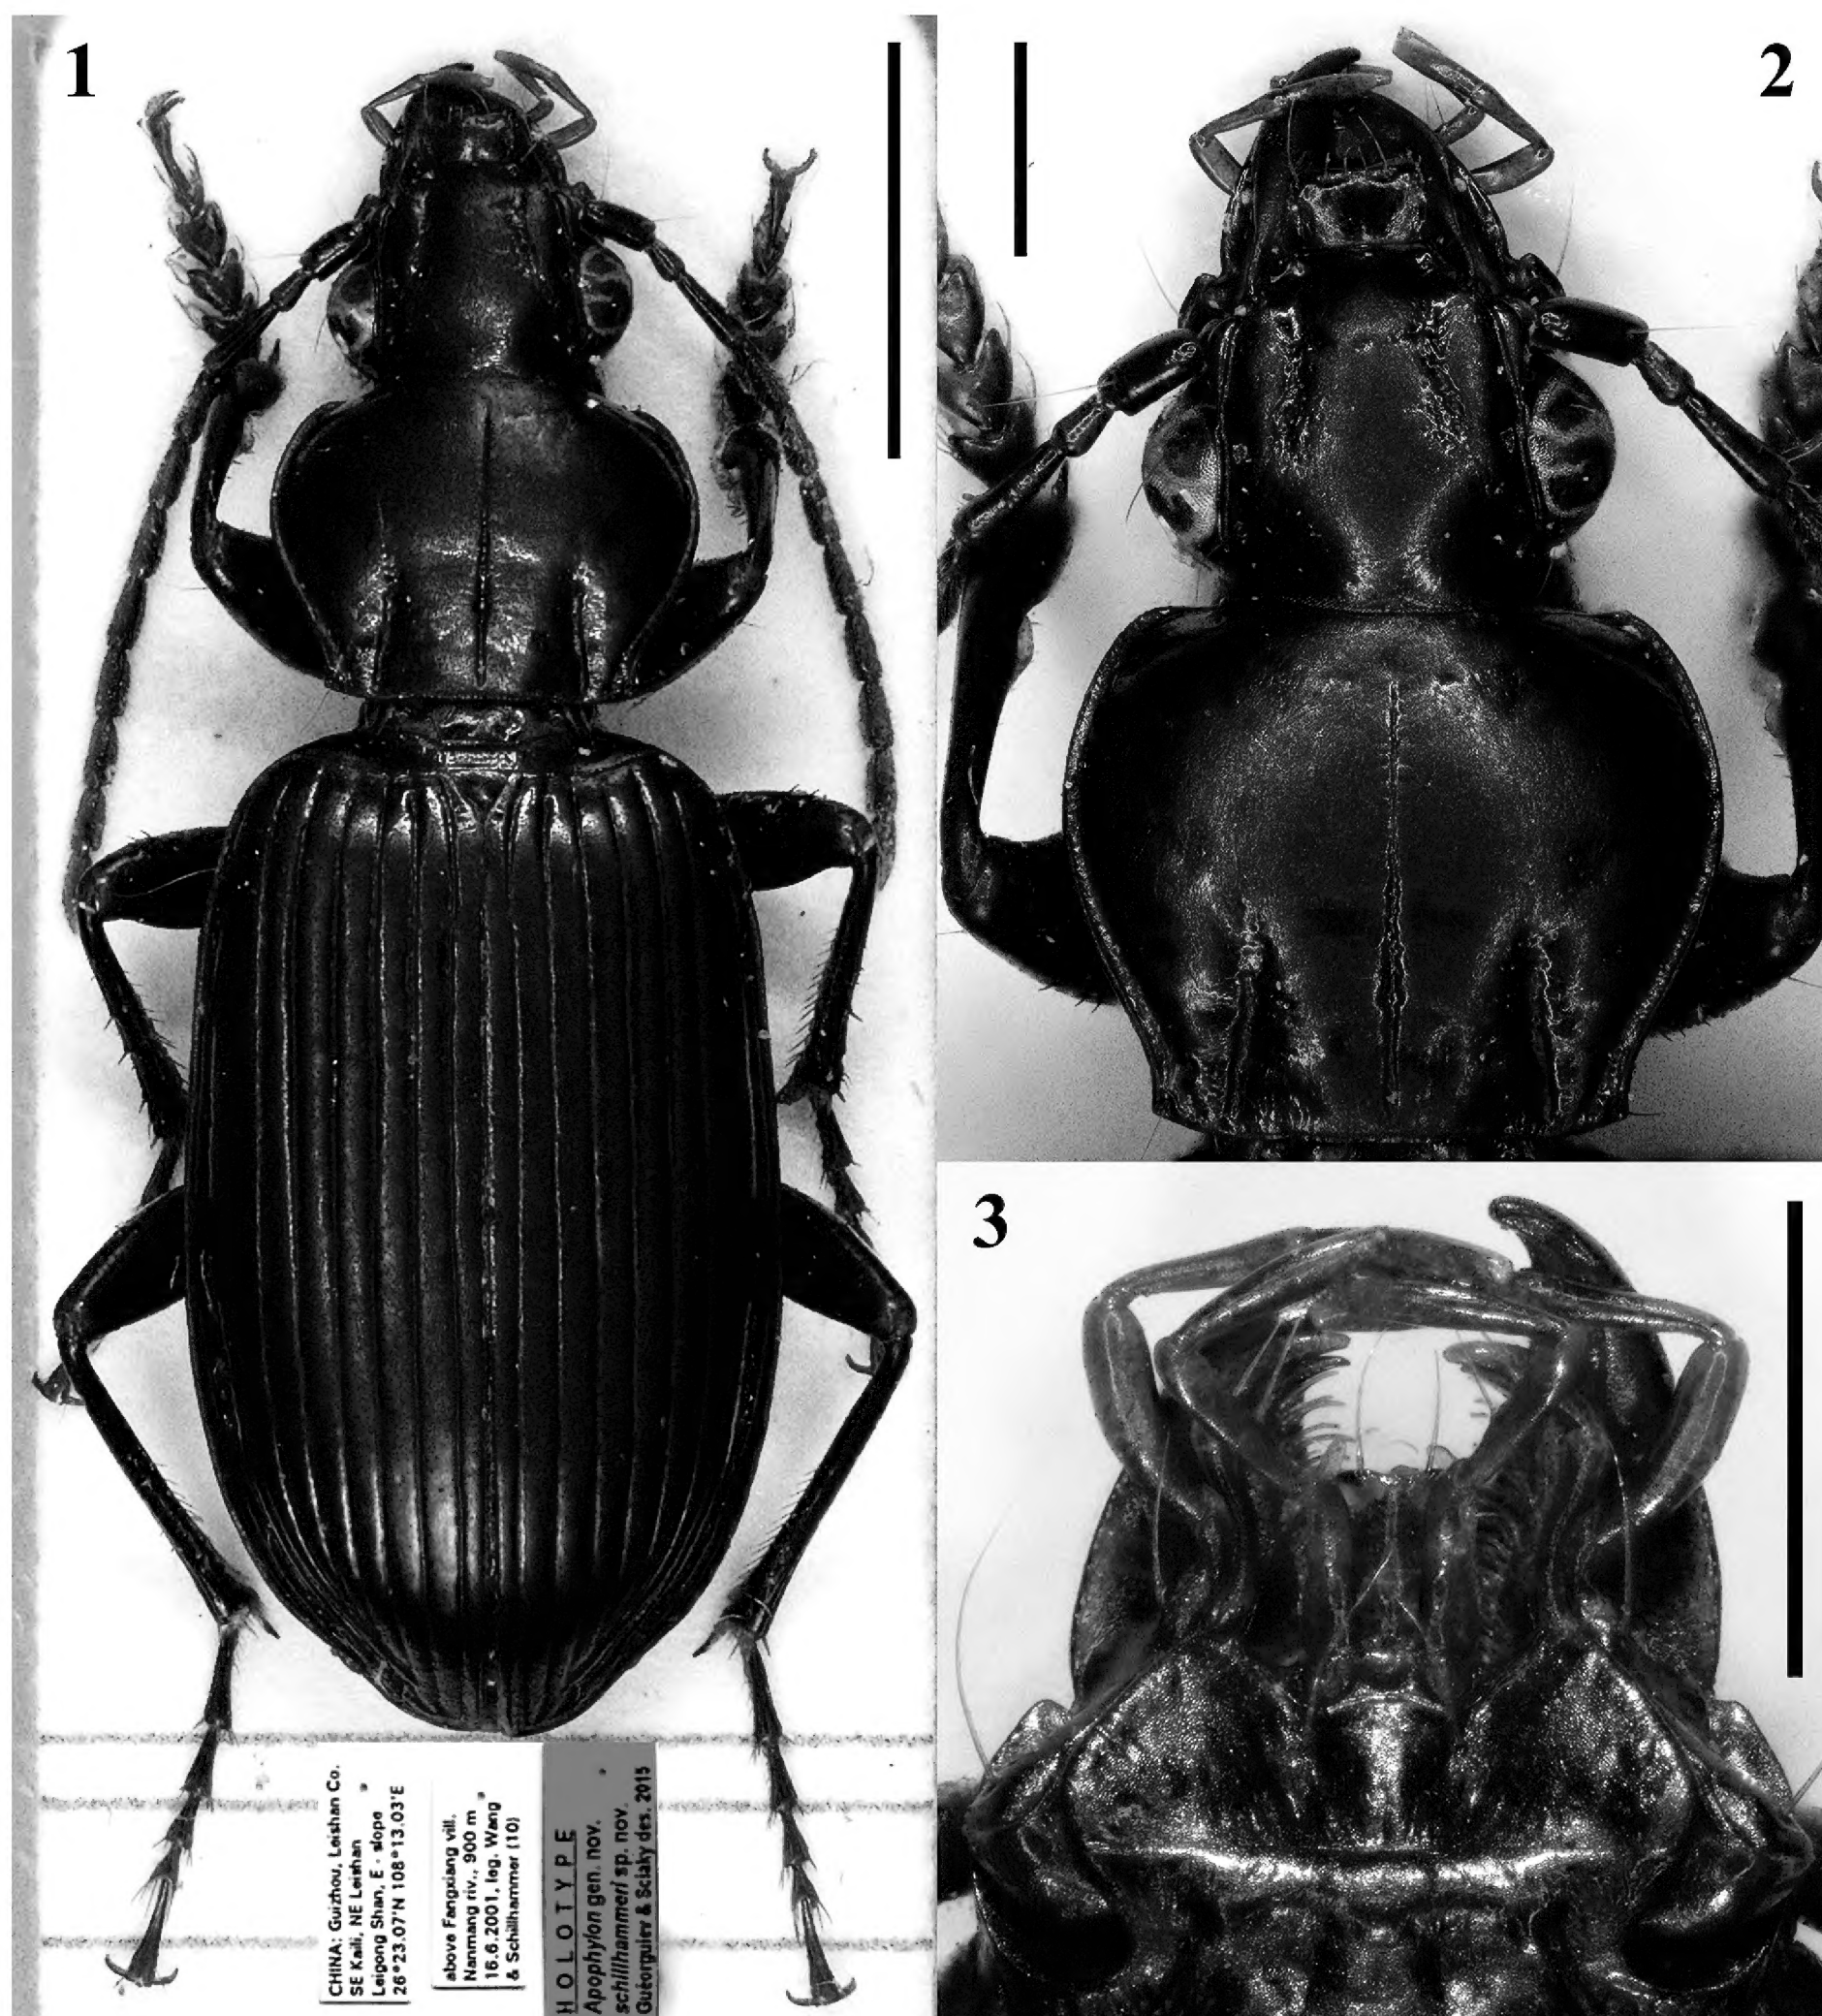 1
2
3
CHINA: Guizhou, Leishan Co.
SE Kaili, NE Leishan
Leigong Shan, E - slope
26°23.07'N 108°13.03'E
above Fangxiang vill.
Nanmang riv., 900 m
16.6.2001, leg. Wang
& Schillhammer (10)
HOLOTYPE
Apophylon gen. nov.
schillhammeri sp. nov.
Guéorguiev & Sciaky des. 2015